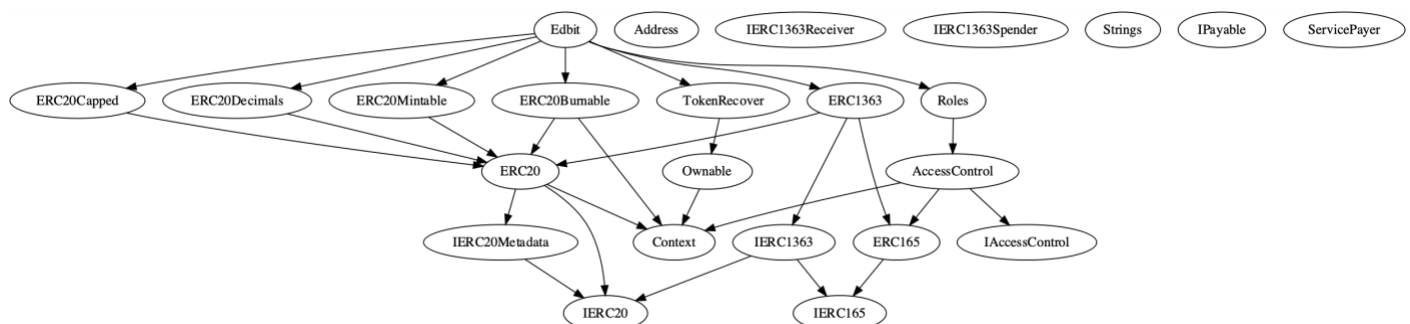 Edbit Address IERC1363Receiver IERC1363Spender Strings IPayable ServicePayer
ERC20Capped ERC20Decimals ERC20Mintable ERC20Burnable TokenRecover ERC1363 Roles
ERC20 Ownable AccessControl
IERC20Metadata Context IERC1363 ERC165 IAccessControl
IERC20 IERC165